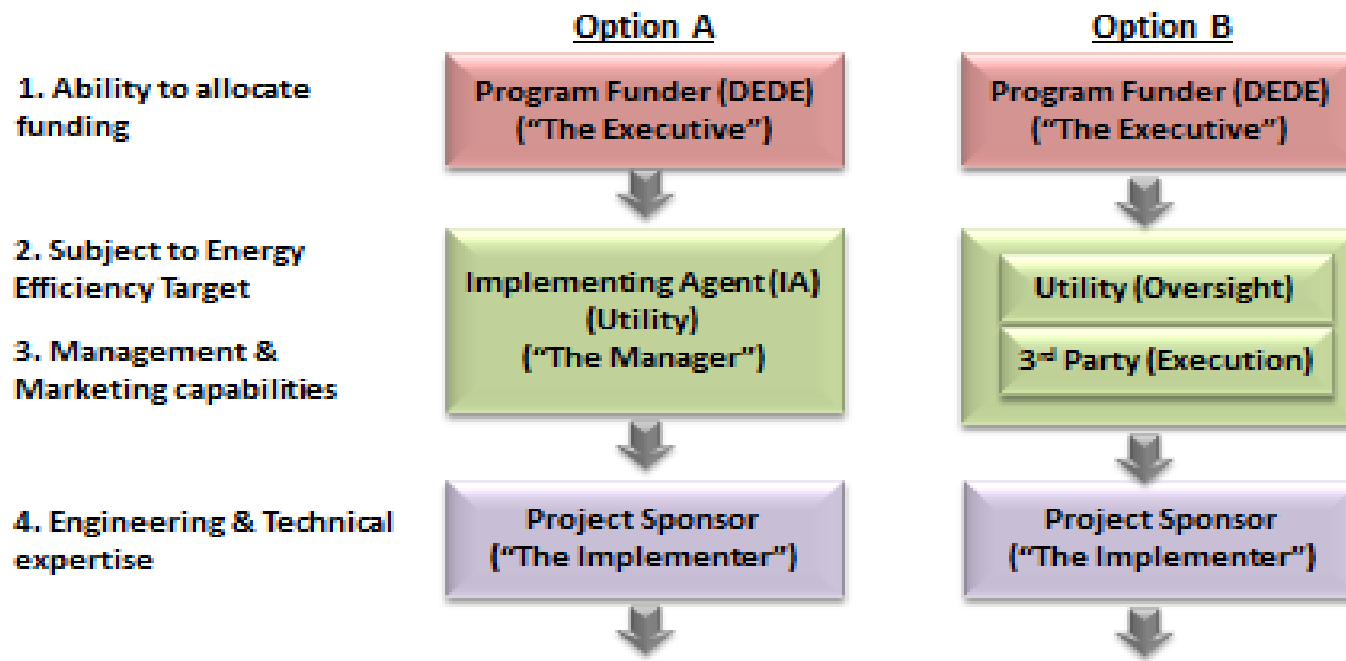 Option A
Option B
1. Ability to allocate
funding
Program Funder (DEDE)
(“The Executive”)
Program Funder (DEDE)
(“The Executive”)
2. Subject to Energy
Efficiency Target
3. Management &
Marketing capabilities
Implementing Agent (IA)
(Utility)
(“The Manager”)
Utility (Oversight)
3rd Party (Execution)
4. Engineering & Technical
expertise
Project Sponsor
(“The Implementer”)
Project Sponsor
(“The Implementer”)